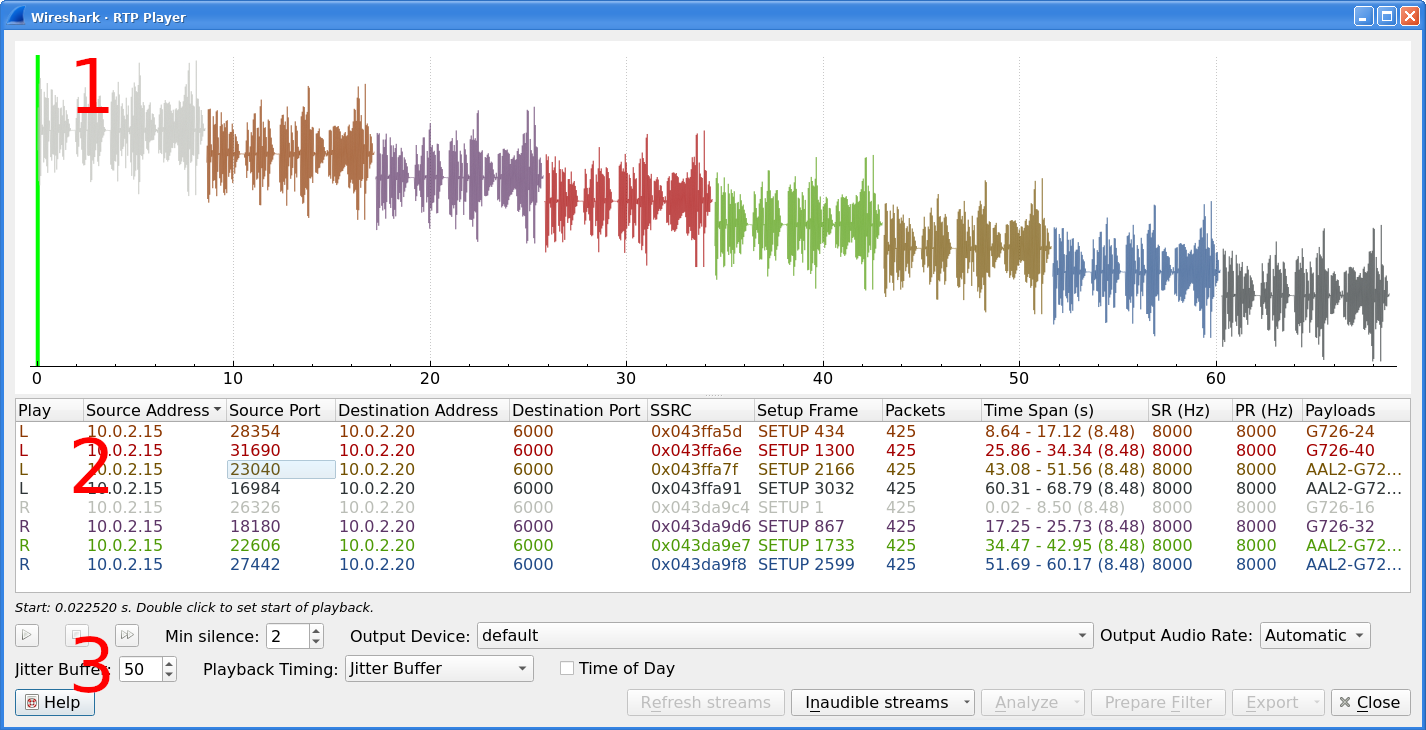 Wireshark · RTP Player
1
0 10 20 30 40 50 60
Play Source Address Source Port Destination Address Destination Port SSRC Setup Frame Packets Time Span (s) SR (Hz) PR (Hz) Payloads
L 10.0.2.15 28354 10.0.2.20 6000 0x043ffa5d SETUP 434 425 8.64 - 17.12 (8.48) 8000 8000 G726-24
L 10.0.2.15 31690 10.0.2.20 6000 0x043ffa6e SETUP 1300 425 25.86 - 34.34 (8.48) 8000 8000 G726-40
L 10.0.2.15 23040 10.0.2.20 6000 0x043ffa7f SETUP 2166 425 43.08 - 51.56 (8.48) 8000 8000 AAL2-G72...
2
L 10.0.2.15 16984 10.0.2.20 6000 0x043ffa91 SETUP 3032 425 60.31 - 68.79 (8.48) 8000 8000 AAL2-G72...
R 10.0.2.15 26326 10.0.2.20 6000 0x043da9c4 SETUP 1 425 0.02 - 8.50 (8.48) 8000 8000 G726-16
R 10.0.2.15 18180 10.0.2.20 6000 0x043da9d6 SETUP 867 425 17.25 - 25.73 (8.48) 8000 8000 G726-32
R 10.0.2.15 22606 10.0.2.20 6000 0x043da9e7 SETUP 1733 425 34.47 - 42.95 (8.48) 8000 8000 AAL2-G72...
R 10.0.2.15 27442 10.0.2.20 6000 0x043da9f8 SETUP 2599 425 51.69 - 60.17 (8.48) 8000 8000 AAL2-G72...
Start: 0.022520 s. Double click to set start of playback.
Min silence: 2 Output Device: default Output Audio Rate: Automatic
3
Jitter Buffer: 50 Playback Timing: Jitter Buffer Time of Day
Help Refresh streams Inaudible streams Analyze Prepare Filter Export Close